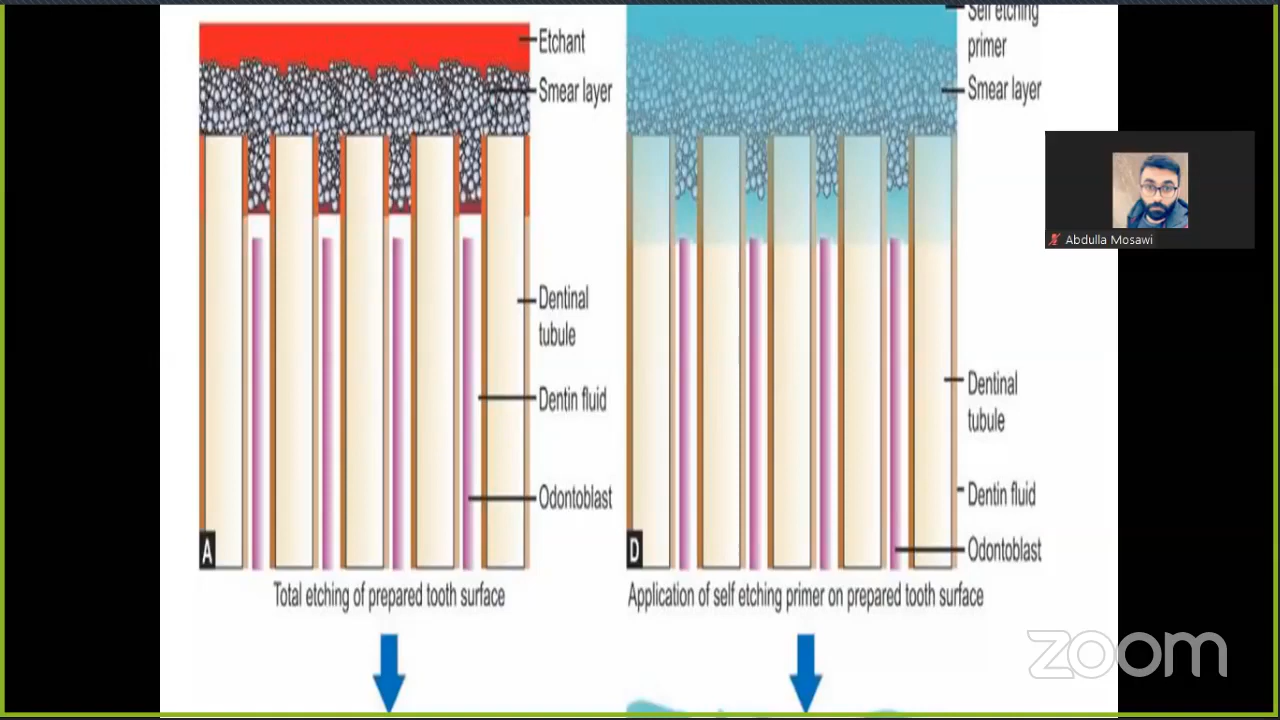 Etchant
Smear layer
Dentinal
tubule
Dentin fluid
Odontoblast
A
Total etching of prepared tooth surface
Self etching
primer
Smear layer
Dentinal
tubule
Dentin fluid
Odontoblast
D
Application of self etching primer on prepared tooth surface
Abdulla Mosawi
zoom